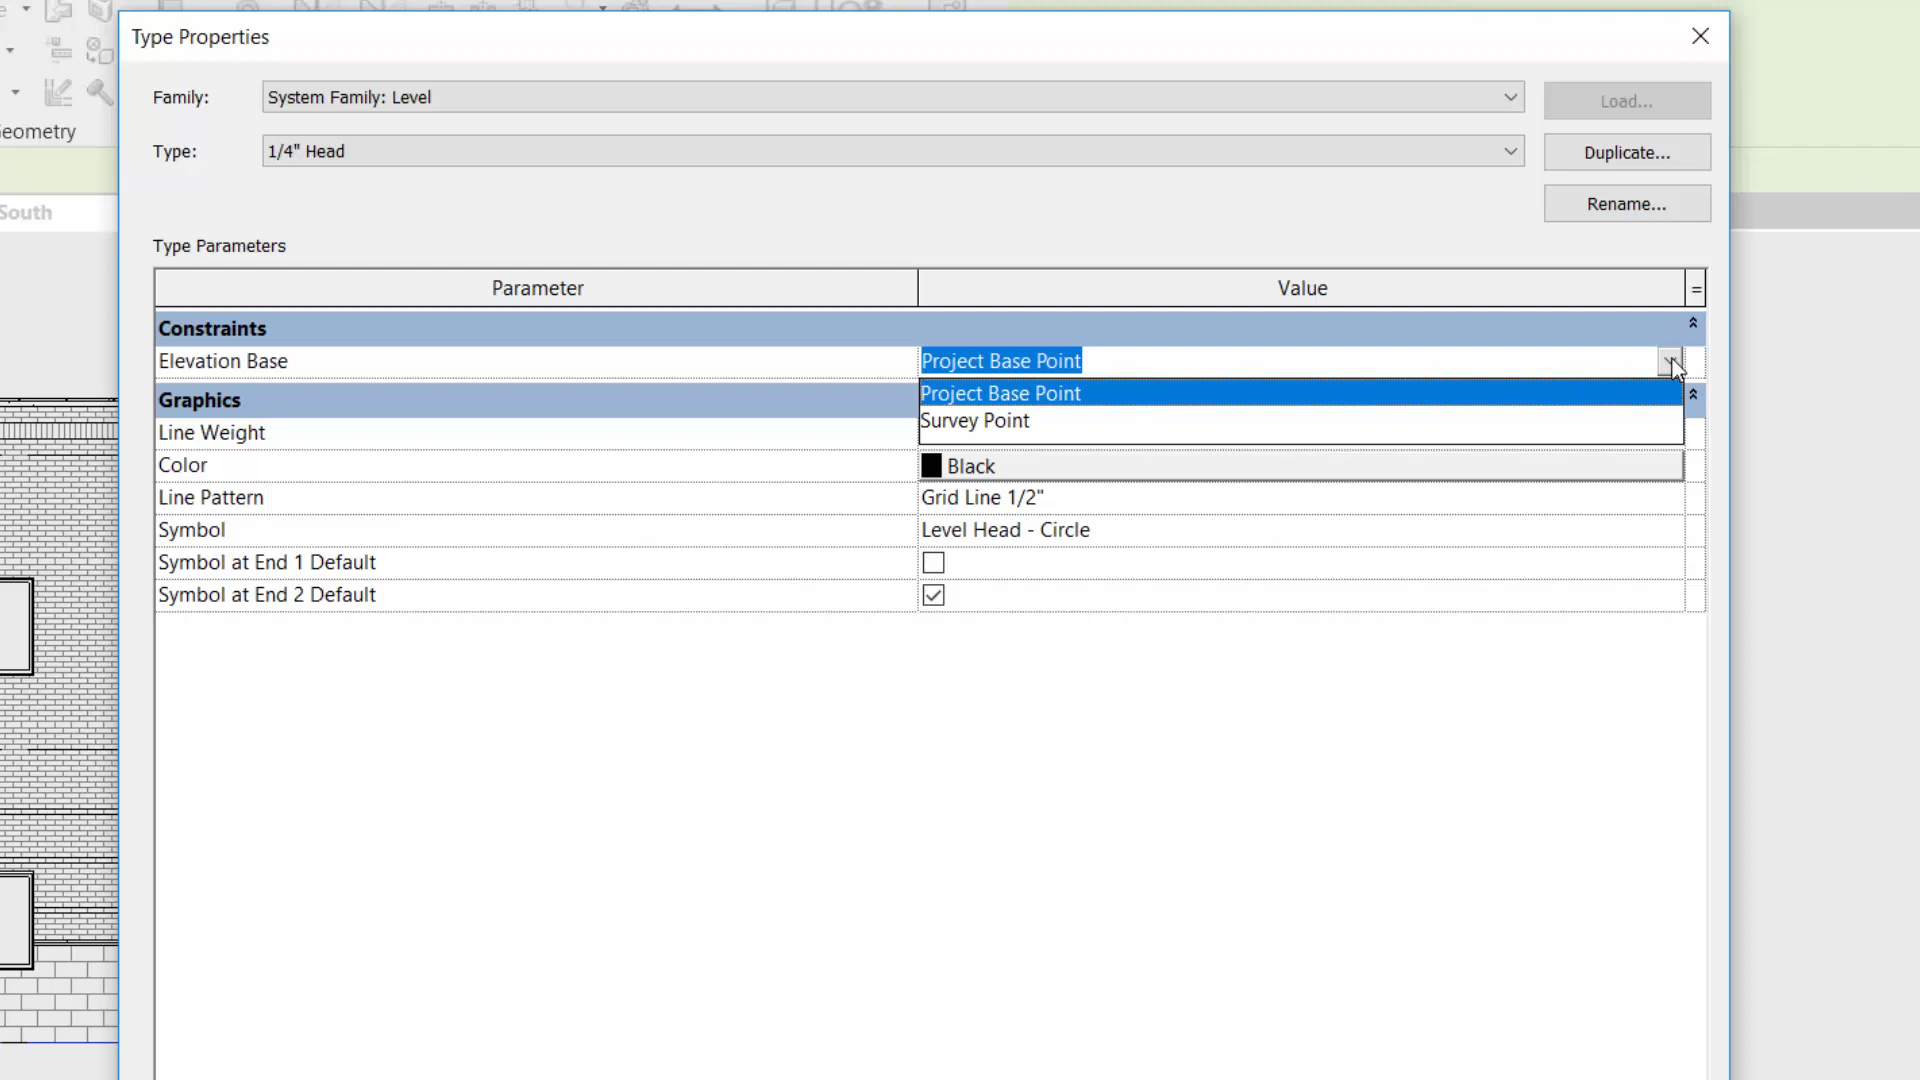 Type Properties
Family:
System Family: Level
Load...
Type:
1/4" Head
Duplicate...
Rename...
Geometry
South
Type Parameters
Parameter
Value
=
Constraints
Elevation Base
Project Base Point
Project Base Point
Survey Point
Graphics
Line Weight
Color
Black
Line Pattern
Grid Line 1/2"
Symbol
Level Head - Circle
Symbol at End 1 Default
Symbol at End 2 Default